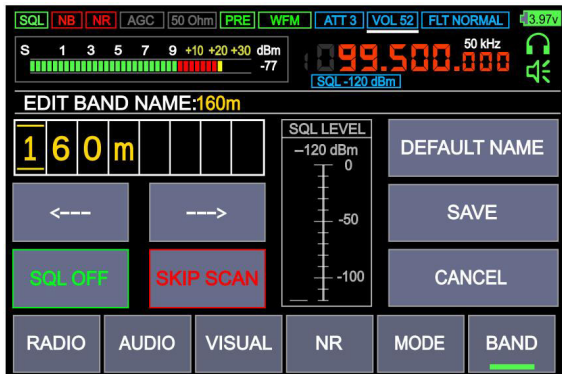 SQL NB NR AGC 50 Ohm PRE WFM ATT 3 VOL 52 FLT NORMAL 3.97v
S 1 3 5 7 9 +10 +20 +30 dBm
-77
50 kHz
99.500.000
SQL -120 dBm
EDIT BAND NAME:160m
160m
SQL LEVEL
-120 dBm
0
-50
-100
DEFAULT NAME
<--- --->
SAVE
SQL OFF SKIP SCAN
CANCEL
RADIO AUDIO VISUAL NR MODE BAND